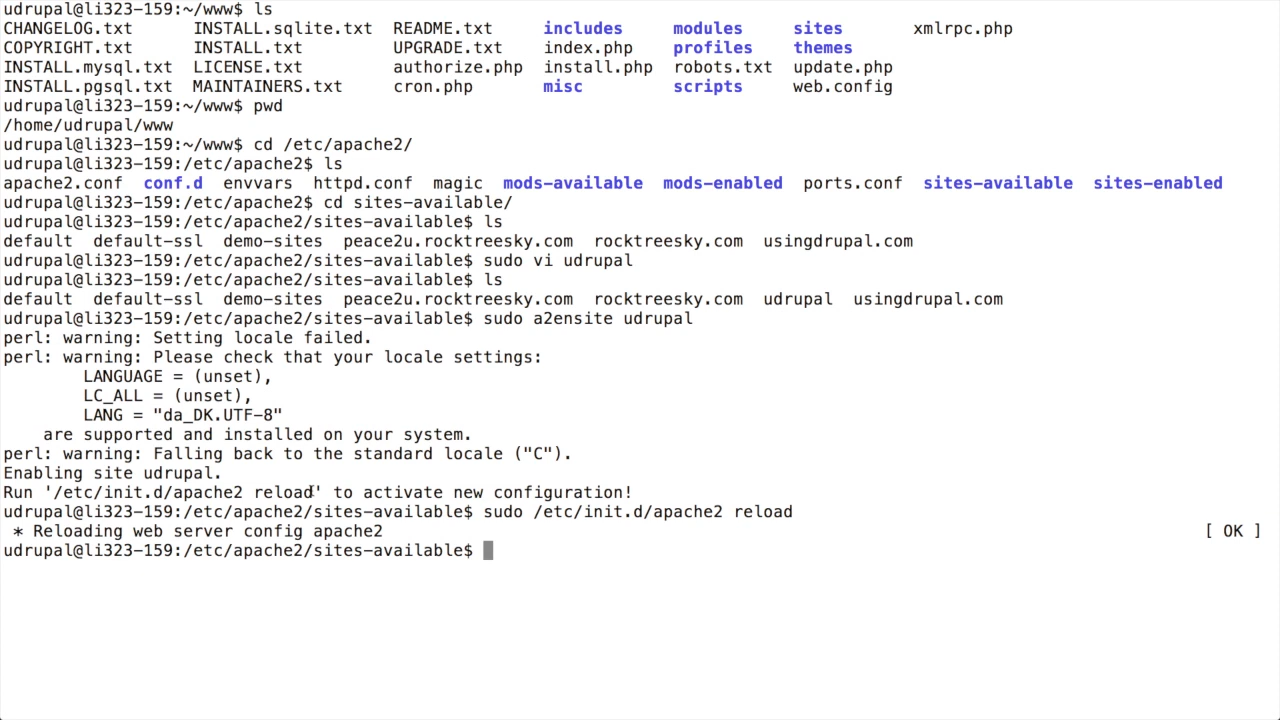 udrupal@li323-159:~/www$ ls
CHANGELOG.txt INSTALL.sqlite.txt README.txt includes modules sites xmlrpc.php
COPYRIGHT.txt INSTALL.txt UPGRADE.txt index.php profiles themes
INSTALL.mysql.txt LICENSE.txt authorize.php install.php robots.txt update.php
INSTALL.pgsql.txt MAINTAINERS.txt cron.php misc scripts web.config
udrupal@li323-159:~/www$ pwd
/home/udrupal/www
udrupal@li323-159:~/www$ cd /etc/apache2/
udrupal@li323-159:/etc/apache2$ ls
apache2.conf conf.d envvars httpd.conf magic mods-available mods-enabled ports.conf sites-available sites-enabled
udrupal@li323-159:/etc/apache2$ cd sites-available/
udrupal@li323-159:/etc/apache2/sites-available$ ls
default default-ssl demo-sites peace2u.rocktreesky.com rocktreesky.com usingdrupal.com
udrupal@li323-159:/etc/apache2/sites-available$ sudo vi udrupal
udrupal@li323-159:/etc/apache2/sites-available$ ls
default default-ssl demo-sites peace2u.rocktreesky.com rocktreesky.com udrupal usingdrupal.com
udrupal@li323-159:/etc/apache2/sites-available$ sudo a2ensite udrupal
perl: warning: Setting locale failed.
perl: warning: Please check that your locale settings:
LANGUAGE = (unset),
LC_ALL = (unset),
LANG = "da_DK.UTF-8"
are supported and installed on your system.
perl: warning: Falling back to the standard locale ("C").
Enabling site udrupal.
Run '/etc/init.d/apache2 reload' to activate new configuration!
udrupal@li323-159:/etc/apache2/sites-available$ sudo /etc/init.d/apache2 reload
* Reloading web server config apache2 [ OK ]
udrupal@li323-159:/etc/apache2/sites-available$